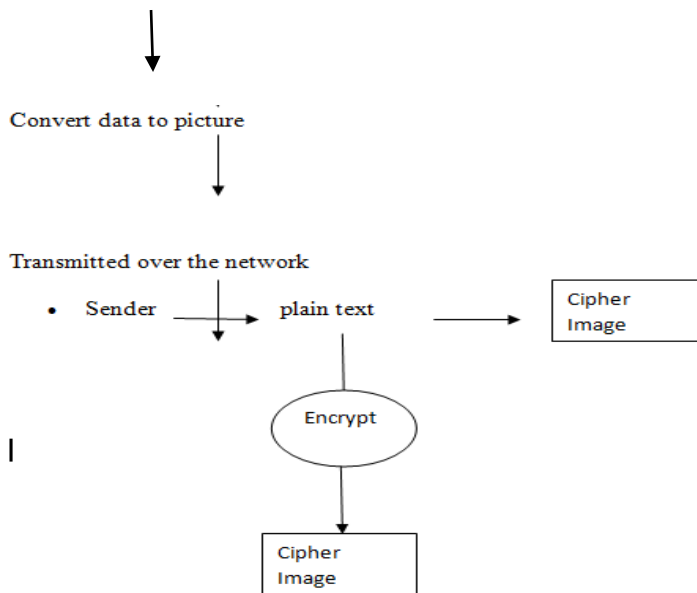 Convert data to picture
Transmitted over the network
• Sender plain text
Cipher
Image
Encrypt
Cipher
Image